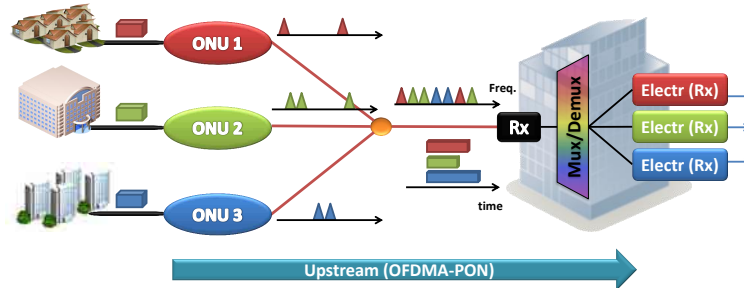 ONU 1
ONU 2
ONU 3
Freq.
time
Rx
Mux/Demux
Electr (Rx)
Electr (Rx)
Electr (Rx)
Upstream (OFDMA-PON)